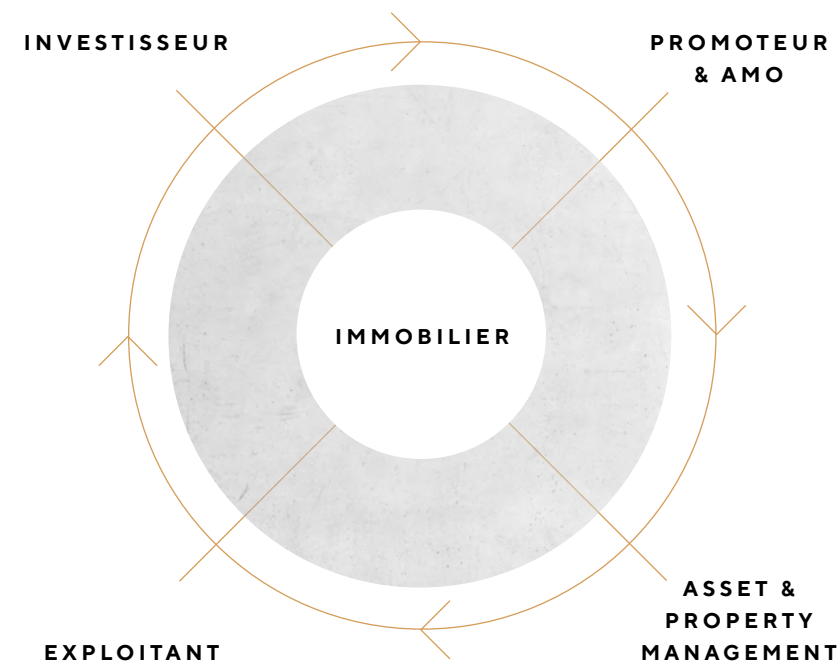 INVESTISSEUR
PROMOTEUR
& AMO
IMMOBILIER
EXPLOITANT
ASSET &
PROPERTY
MANAGEMENT